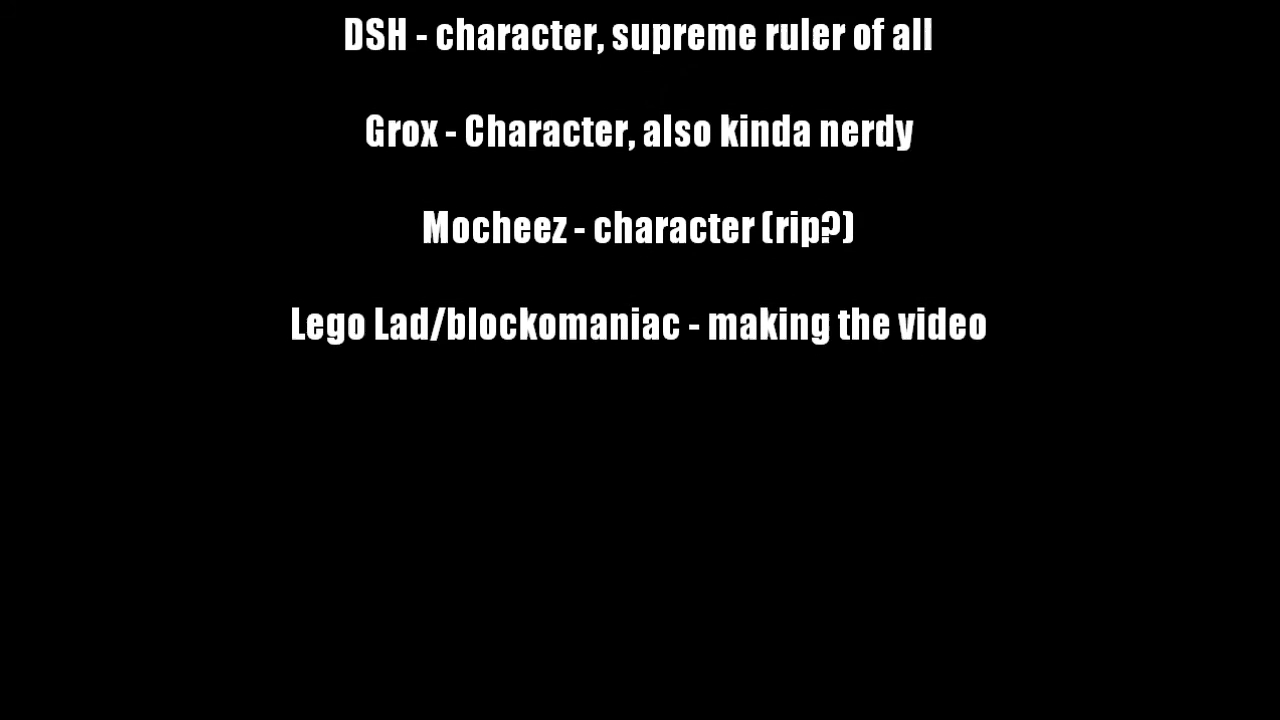 DSH - character, supreme ruler of all
Grox - Character, also kinda nerdy
Mocheez - character (rip?)
Lego Lad/blockomaniac - making the video